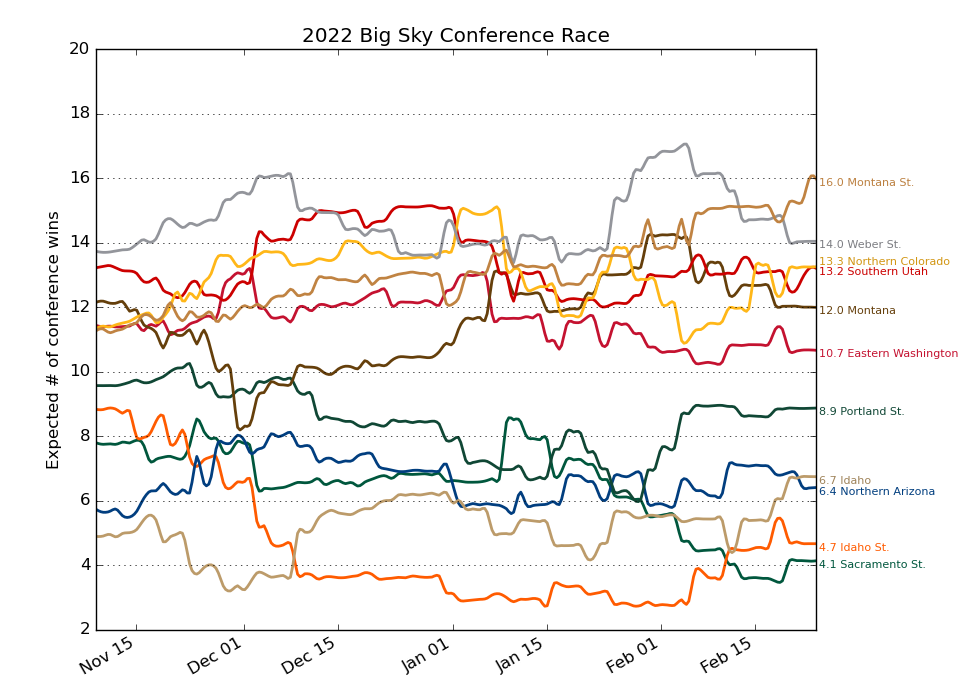 2022 Big Sky Conference Race
Expected # of conference wins
20
18
16
14
12
10
8
6
4
2
16.0 Montana St.
14.0 Weber St.
13.3 Northern Colorado
13.2 Southern Utah
12.0 Montana
10.7 Eastern Washington
8.9 Portland St.
6.7 Idaho
6.4 Northern Arizona
4.7 Idaho St.
4.1 Sacramento St.
Nov 15
Dec 01
Dec 15
Jan 01
Jan 15
Feb 01
Feb 15